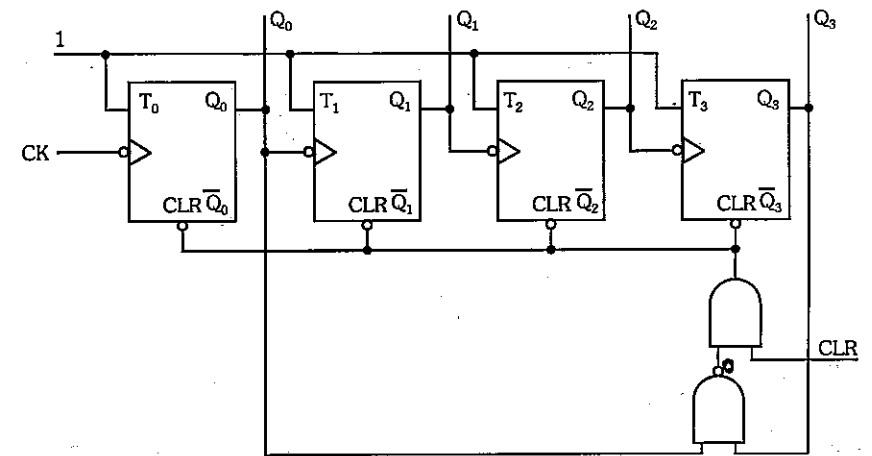 Q₀ Q₁ Q₂ Q₃
1
T₀ Q₀ T₁ Q₁ T₂ Q₂ T₃ Q₃
CK
CLR Q̅₀ CLR Q̅₁ CLR Q̅₂ CLR Q̅₃
CLR